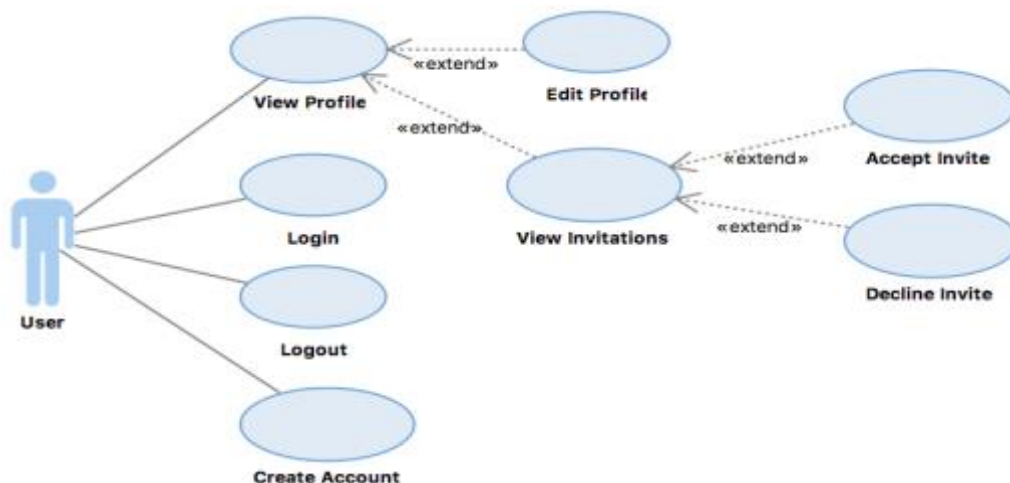 «extend»
View Profile
Edit Profile
«extend»
«extend»
Accept Invite
Login
View Invitations
«extend»
Decline Invite
User
Logout
Create Account